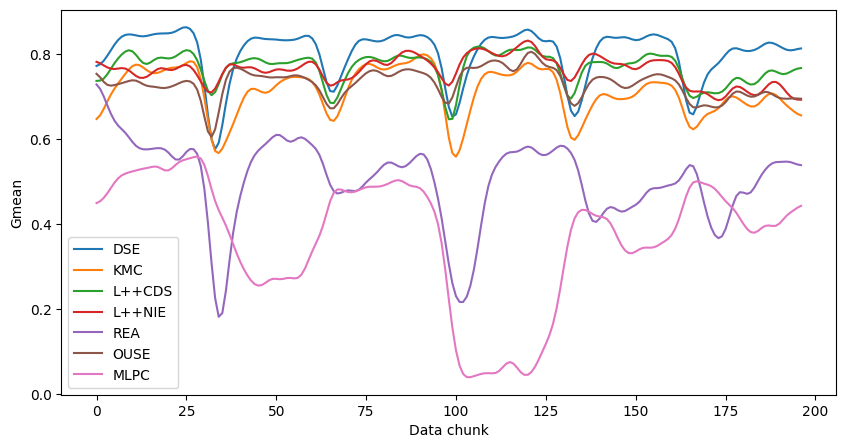 Gmean
0.8
0.6
0.4
0.2
0.0
DSE
KMC
L++CDS
L++NIE
REA
OUSE
MLPC
0 25 50 75 100 125 150 175 200
Data chunk